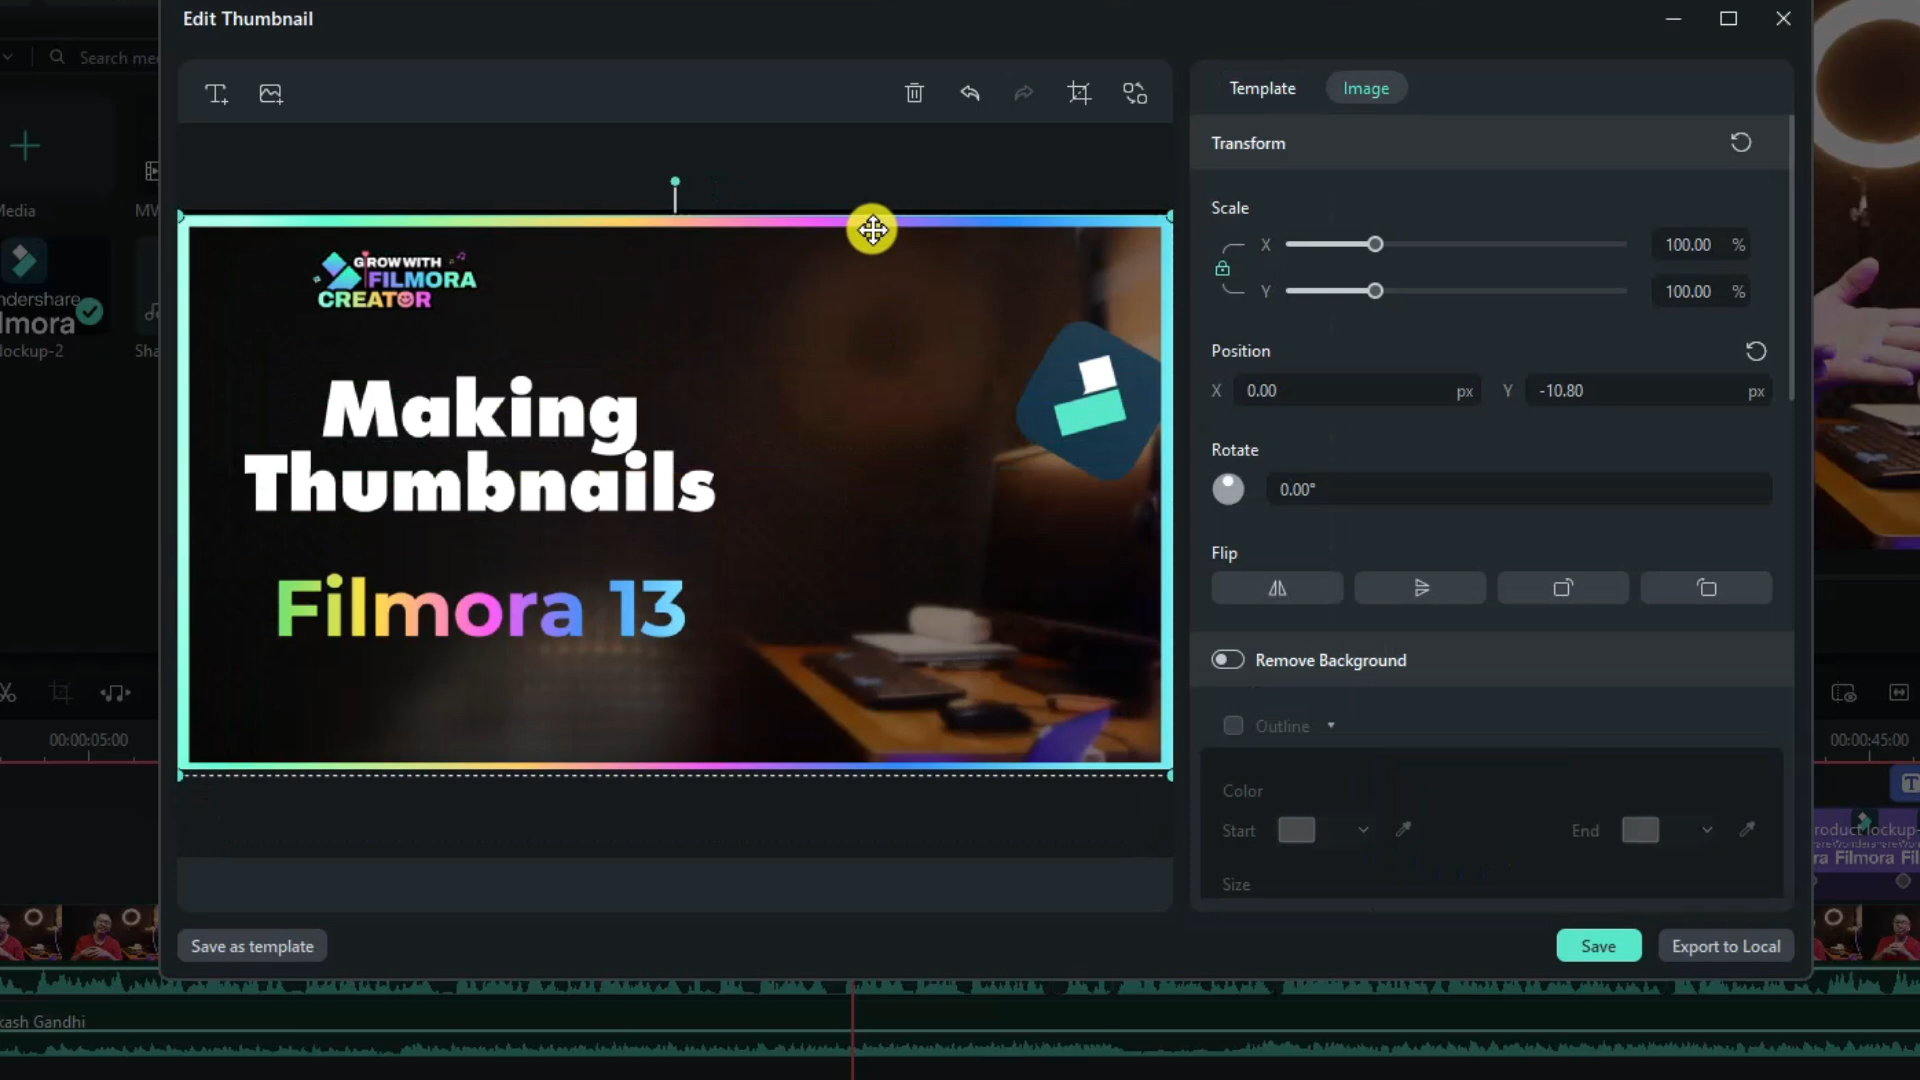 Edit Thumbnail
Search me
Template
Image
Media
Transform
Scale
X
100.00 %
Y
100.00 %
Position
X 0.00 px Y -10.80 px
Rotate
0.00°
Flip
Remove Background
Outline
Color
Start
End
Size
GROW WITH
FILMORA
CREATOR
Making
Thumbnails
Filmora 13
ndershare
lmora
lockup-2
Sha
00:00:05:00
00:00:45:00
T
roduct lockup-
ra Filmora Fil
Save as template
Save
Export to Local
kash Gandhi